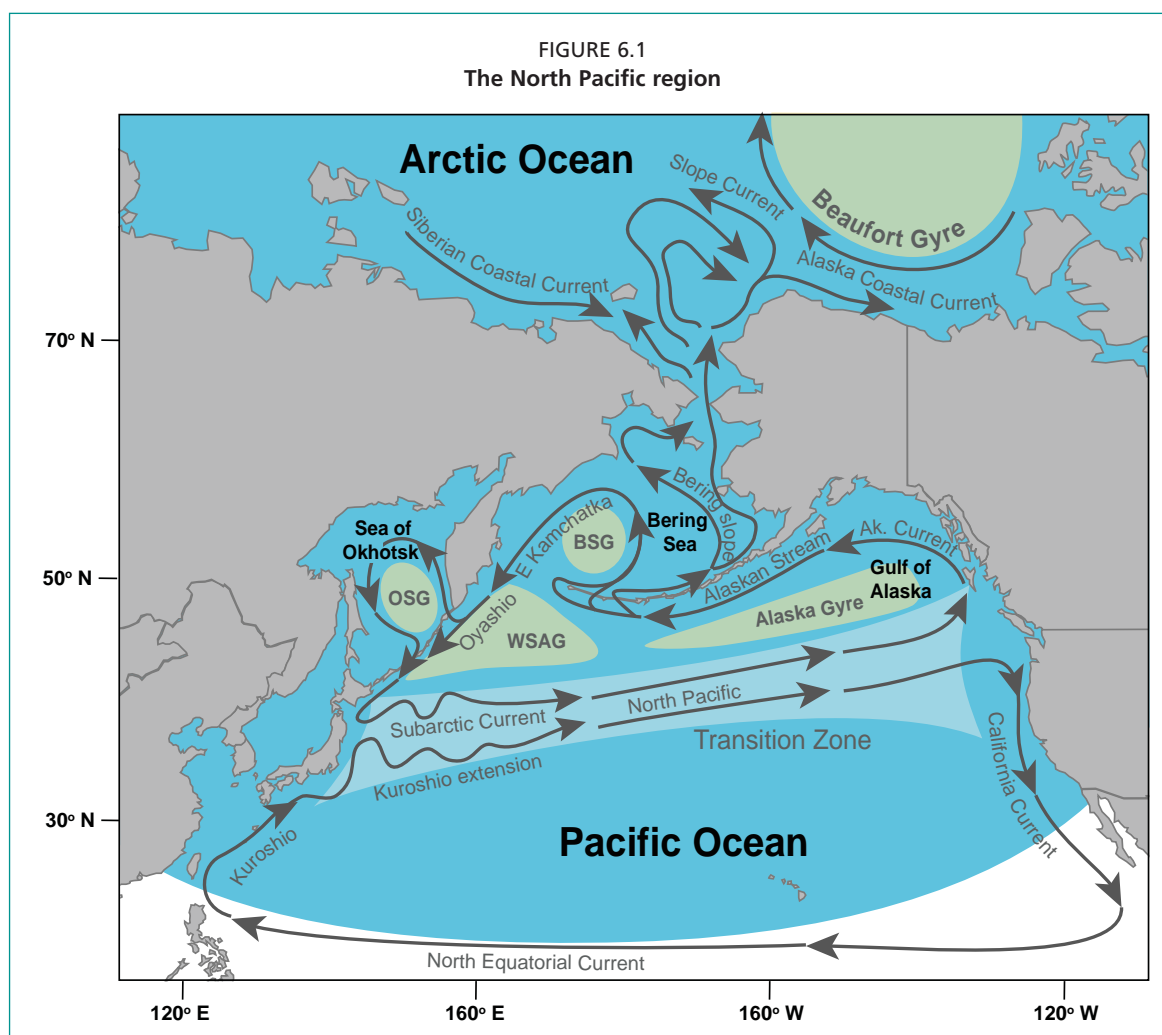 FIGURE 6.1
The North Pacific region
Arctic Ocean
Slope Current
Beaufort Gyre
Siberian Coastal Current
Alaska Coastal Current
70° N
Bering slope
E Kamchatka
Sea of
Okhotsk
BSG
Bering
Sea
Ak. Current
50° N
Alaskan Stream
Gulf of
Alaska
OSG
Oyashio
WSAG
Alaska Gyre
North Pacific
Subarctic Current
Transition Zone
Kuroshio extension
California Current
30° N
Kuroshio
Pacific Ocean
North Equatorial Current
120° E
160° E
160° W
120° W